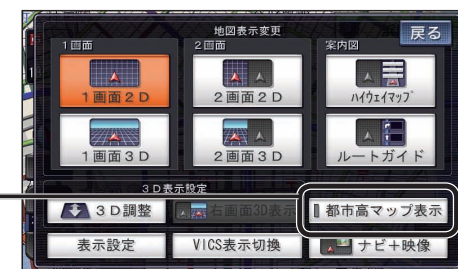 地図表示変更
戻る
1画面
2画面
案内図
1画面2D
2画面2D
ハイウェイマップ
1画面3D
2画面3D
ルートガイド
3D表示設定
3D調整
右画面3D表示
都市高マップ表示
表示設定
VICS表示切換
ナビ+映像